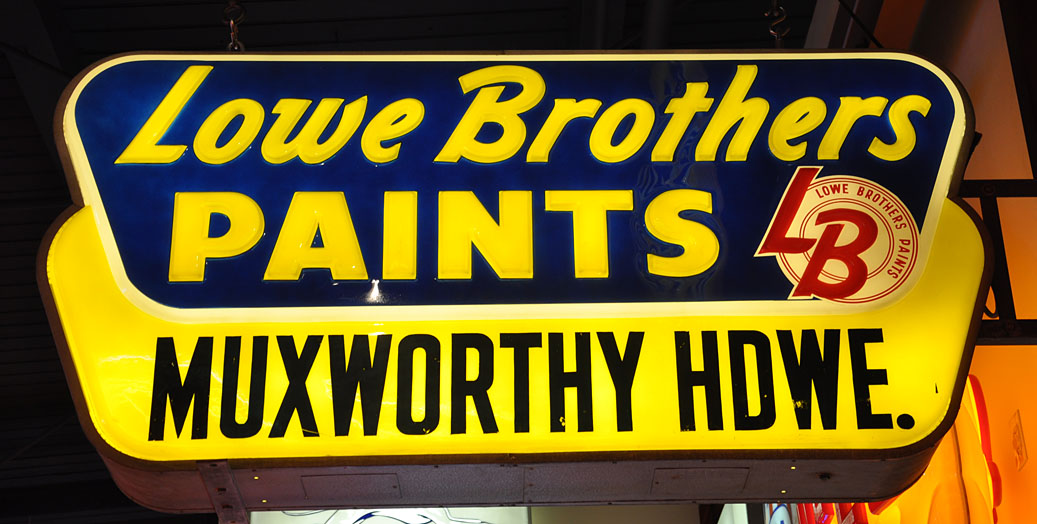 Lowe Brothers
PAINTS
LB
LOWE BROTHERS PAINTS
MUXWORTHY HDWE.